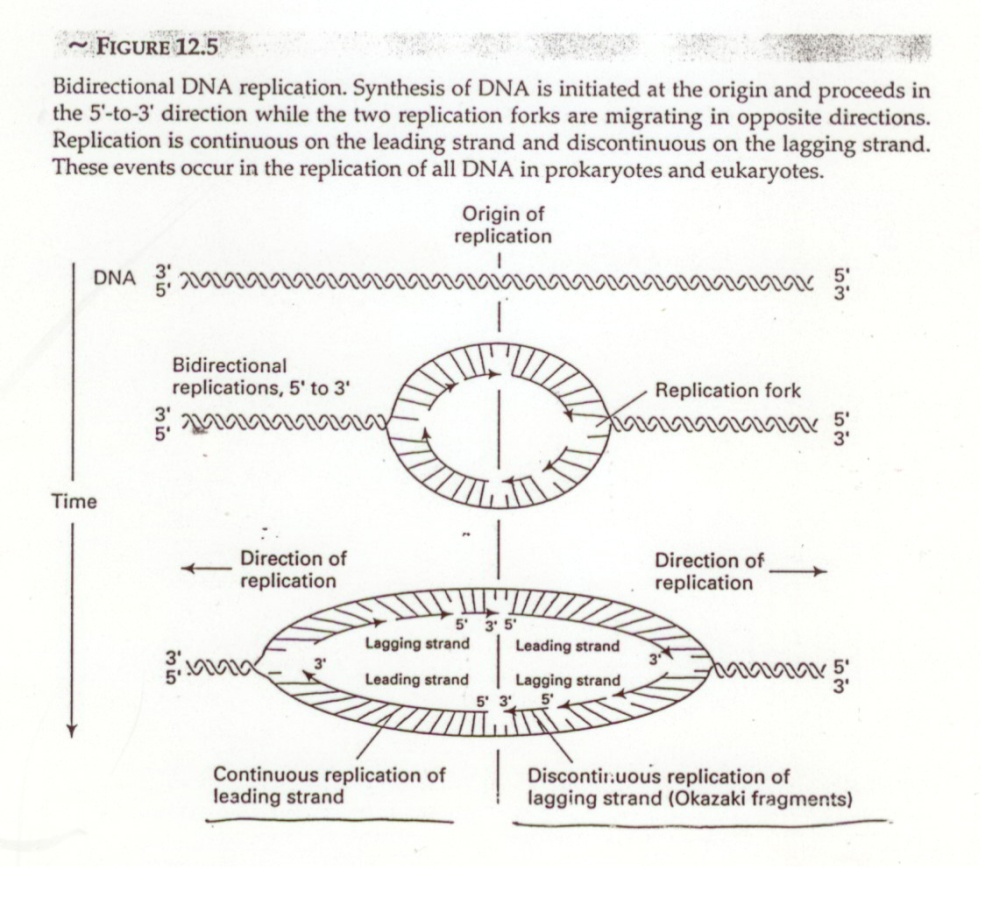 ~ FIGURE 12.5
Bidirectional DNA replication. Synthesis of DNA is initiated at the origin and proceeds in
the 5'-to-3' direction while the two replication forks are migrating in opposite directions.
Replication is continuous on the leading strand and discontinuous on the lagging strand.
These events occur in the replication of all DNA in prokaryotes and eukaryotes.
Origin of
replication
DNA 3' 5'
5' 3'
Bidirectional
replications, 5' to 3'
Replication fork
3' 5'
5' 3'
Time
Direction of
replication
Direction of
replication
5' 3' 5'
Lagging strand Leading strand
3' 3' 3' 5'
5' 3'
Leading strand Lagging strand
5' 3' 5'
Continuous replication of
leading strand
Discontinuous replication of
lagging strand (Okazaki fragments)